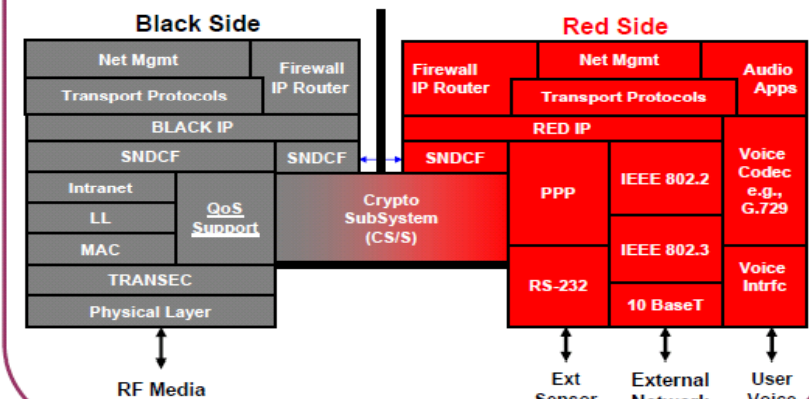 Black Side
Red Side
Net Mgmt
Firewall
IP Router
Transport Protocols
BLACK IP
SNDCF
SNDCF
Intranet
QoS
Support
LL
MAC
TRANSEC
Physical Layer
RF Media
Crypto
SubSystem
(CS/S)
Firewall
IP Router
Net Mgmt
Audio
Apps
Transport Protocols
RED IP
SNDCF
PPP
IEEE 802.2
Voice
Codec
e.g.,
G.729
IEEE 802.3
RS-232
10 BaseT
Voice
Intrfc
Ext
Sensor
External
Network
User
Voice